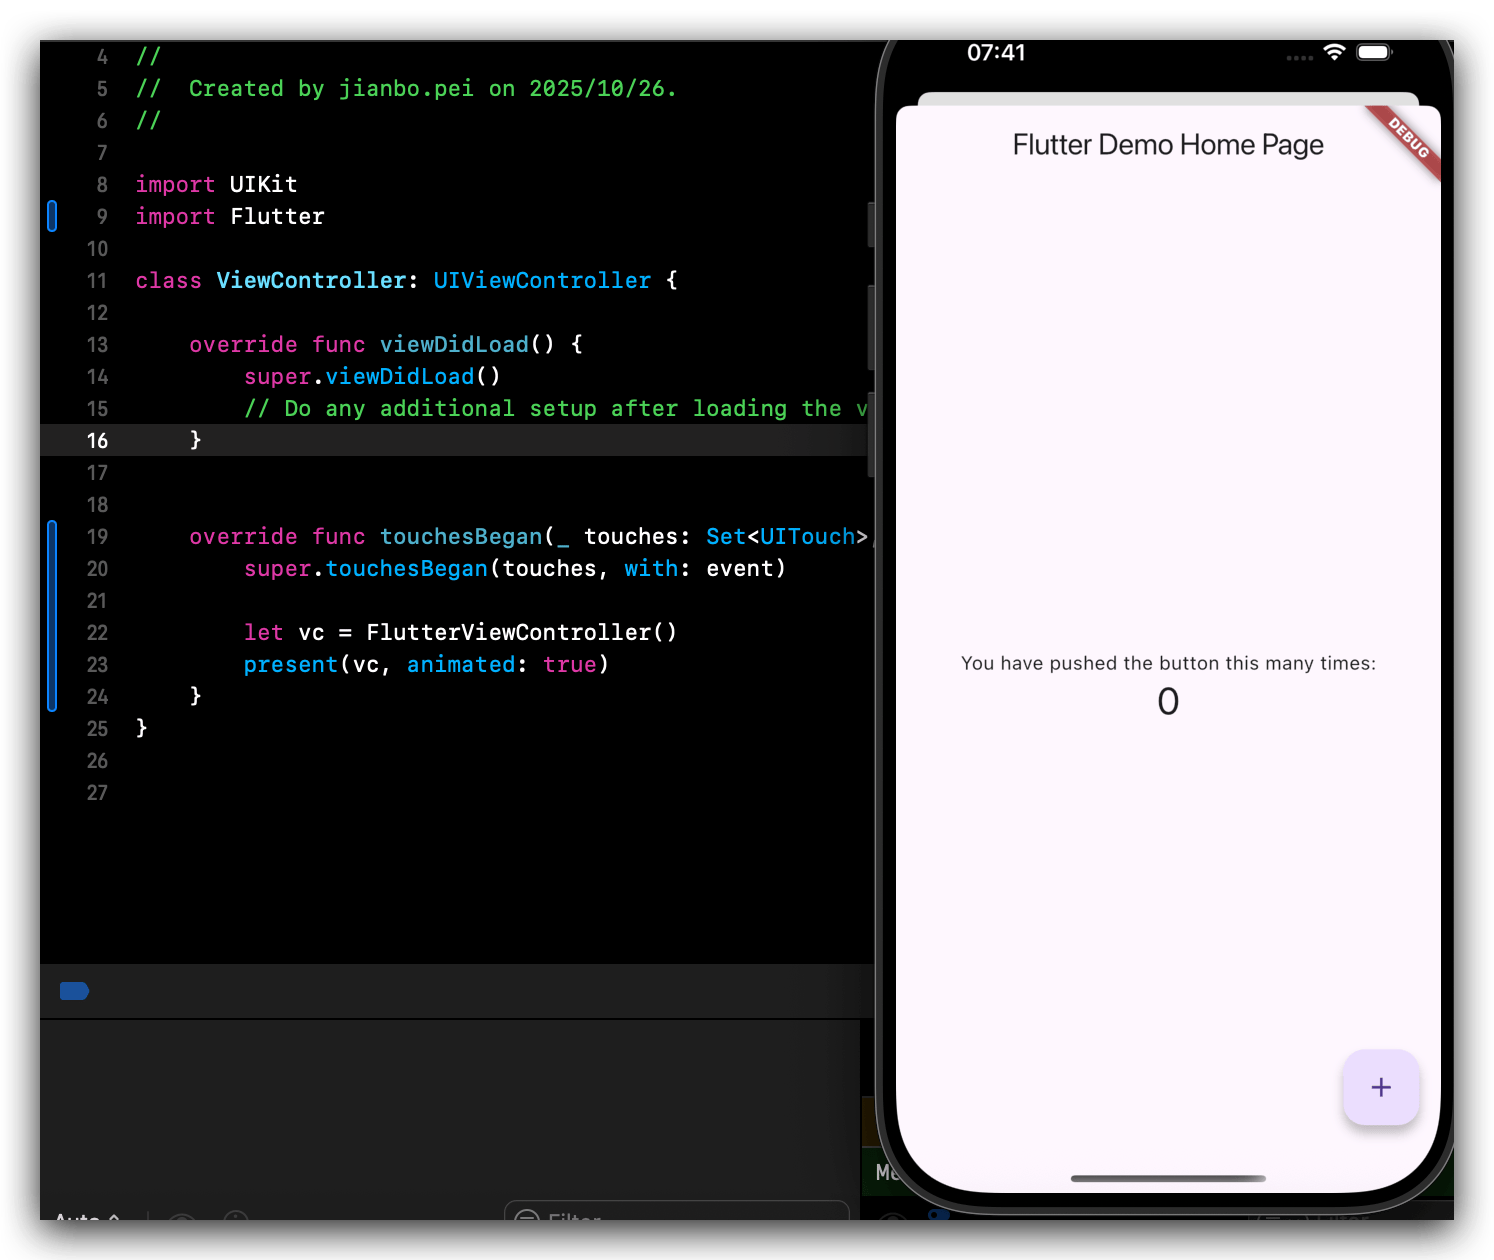 4 //
5 //  Created by jianbo.pei on 2025/10/26.
6 //
7
8 import UIKit
9 import Flutter
10
11 class ViewController: UIViewController {
12
13     override func viewDidLoad() {
14         super.viewDidLoad()
15         // Do any additional setup after loading the v
16     }
17
18
19     override func touchesBegan(_ touches: Set<UITouch>,
20         super.touchesBegan(touches, with: event)
21
22         let vc = FlutterViewController()
23         present(vc, animated: true)
24     }
25 }
26
27
Auto
Filter
07:41
Flutter Demo Home Page
DEBUG
You have pushed the button this many times:
0
+